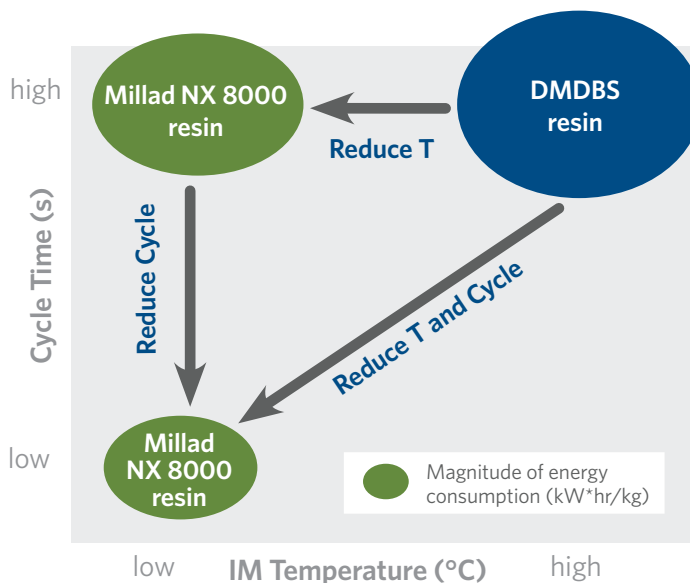 high
Millad NX 8000
resin
DMDBS
resin
Reduce T
Cycle Time (s)
Reduce Cycle
Reduce T and Cycle
low
Millad
NX 8000
resin
Magnitude of energy
consumption (kW*hr/kg)
low
IM Temperature (°C)
high